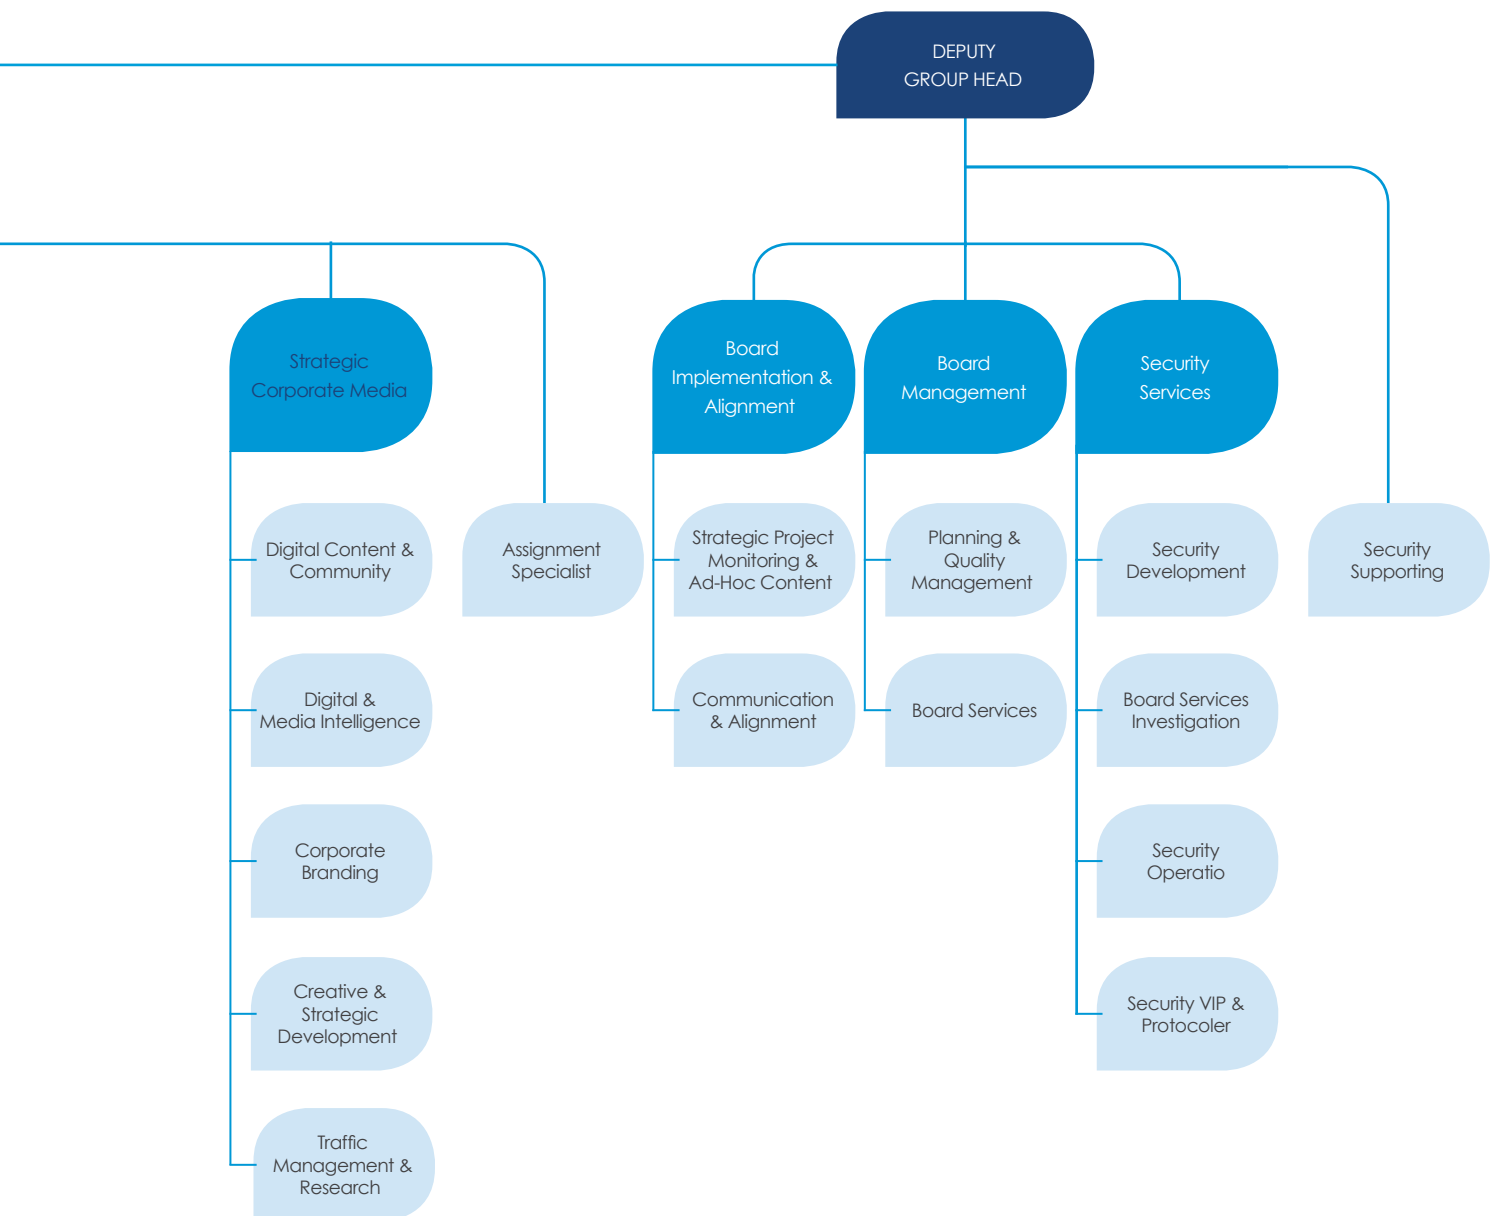 DEPUTY
GROUP HEAD
Strategic
Corporate Media
Board
Implementation &
Alignment
Board
Management
Security
Services
Digital Content &
Community
Assignment
Specialist
Strategic Project
Monitoring &
Ad-Hoc Content
Planning &
Quality
Management
Security
Development
Security
Supporting
Digital &
Media Intelligence
Communication
& Alignment
Board Services
Board Services
Investigation
Corporate
Branding
Security
Operatio
Creative &
Strategic
Development
Security VIP &
Protocoler
Traffic
Management &
Research